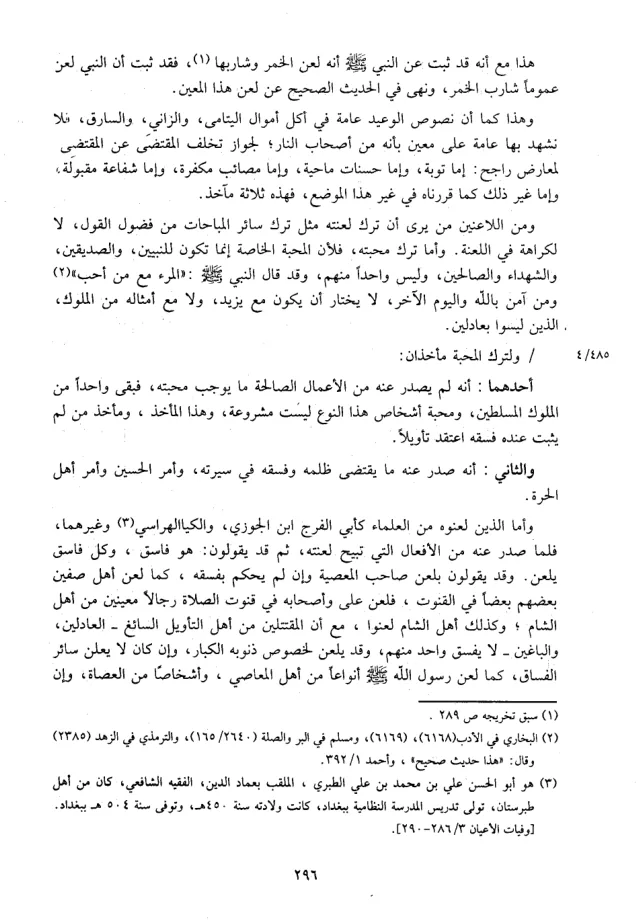 هذا مع أنه قد ثبت عن النبي ﷺ أنه لعن الخمر وشاربها (١)، فقد ثبت أن النبي لعن
عموماً شارب الخمر، ونهى في الحديث الصحيح عن لعن هذا المعين.
وهذا كما أن نصوص الوعيد عامة في أكل أموال اليتامى، والزاني، والسارق، فلا
نشهد بها عامة على معين بأنه من أصحاب النار؛ لجواز تخلف المقتضَى عن المقتضِي
لمعارض راجح: إما توبة، وإما حسنات ماحية، وإما مصائب مكفرة، وإما شفاعة مقبولة،
وإما غير ذلك كما قررناه في غير هذا الموضع، فهذه ثلاثة مآخذ.
ومن اللاعنين من يرى أن ترك لعنته مثل ترك سائر المباحات من فضول القول، لا
لكراهة في اللعنة. وأما ترك محبته، فلأن المحبة الخاصة إنما تكون للنبيين، والصديقين،
والشهداء والصالحين، وليس واحداً منهم، وقد قال النبي ﷺ :«المرء مع من أحب»(٢)
ومن آمن بالله واليوم الآخر، لا يختار أن يكون مع يزيد، ولا مع أمثاله من الملوك،
الذين ليسوا بعادلين.
٤/٤٨٥ / ولترك المحبة مأخذان:
أحدهما : أنه لم يصدر عنه من الأعمال الصالحة ما يوجب محبته، فبقى واحداً من
الملوك المسلطين، ومحبة أشخاص هذا النوع ليست مشروعة، وهذا المأخذ ، ومأخذ من لم
يثبت عنده فسقه اعتقد تأويلاً.
والثاني : أنه صدر عنه ما يقتضى ظلمه وفسقه في سيرته، وأمر الحسين وأمر أهل
الحرة.
وأما الذين لعنوه من العلماء كأبي الفرج ابن الجوزي، والكياالهراسي(٣) وغيرهما،
فلما صدر عنه من الأفعال التي تبيح لعنته، ثم قد يقولون: هو فاسق ، وكل فاسق
يلعن. وقد يقولون بلعن صاحب المعصية وإن لم يحكم بفسقه ، كما لعن أهل صفين
بعضهم بعضاً في القنوت ، فلعن على وأصحابه في قنوت الصلاة رجالاً معينين من أهل
الشام ؛ وكذلك أهل الشام لعنوا ، مع أن المقتتلين من أهل التأويل السائغ ـ العادلين،
والباغين ـ لا يفسق واحد منهم، وقد يلعن لخصوص ذنوبه الكبار، وإن كان لا يعلن سائر
الفساق، كما لعن رسول الله ﷺ أنواعاً من أهل المعاصي ، وأشخاصًا من العصاة، وإن
(١) سبق تخريجه ص ٢٨٩ .
(٢) البخاري في الأدب(٦١٦٨)، (٦١٦٩)، ومسلم في البر والصلة (١٦٥/٢٦٤٠)، والترمذي في الزهد (٢٣٨٥)
وقال: «هذا حديث صحيح» ، وأحمد ٣٩٢/١.
(٣) هو أبو الحسن علي بن محمد بن علي الطبري ، الملقب بعماد الدين، الفقيه الشافعي، كان من أهل
طبرستان، تولى تدريس المدرسة النظامية ببغداد، كانت ولادته سنة ٤٥٠هـ، وتوفى سنة ٥٠٤ هـ ببغداد.
[وفيات الأعيان ٢٨٦/٣-٢٩٠].
٢٩٦